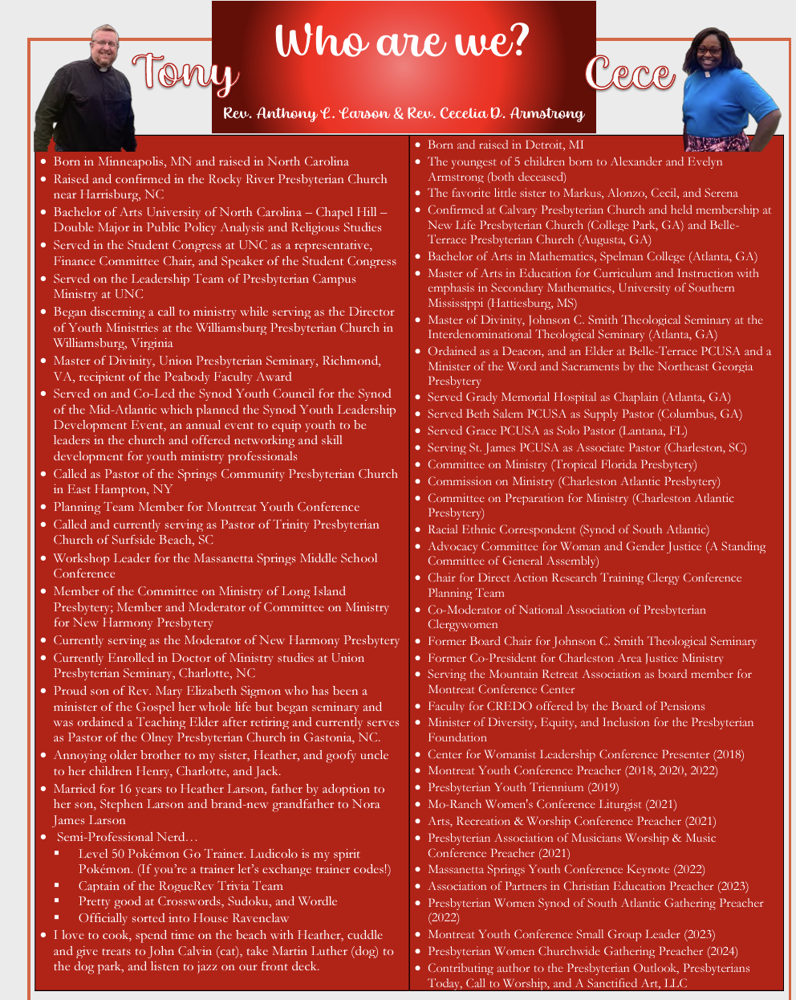 Who are we?
Tony
Cece
Rev. Anthony L. Larson & Rev. Cecelia D. Armstrong
• Born in Minneapolis, MN and raised in North Carolina
• Raised and confirmed in the Rocky River Presbyterian Church
near Harrisburg, NC
• Bachelor of Arts University of North Carolina – Chapel Hill –
Double Major in Public Policy Analysis and Religious Studies
• Served in the Student Congress at UNC as a representative,
Finance Committee Chair, and Speaker of the Student Congress
• Served on the Leadership Team of Presbyterian Campus
Ministry at UNC
• Began discerning a call to ministry while serving as the Director
of Youth Ministries at the Williamsburg Presbyterian Church in
Williamsburg, Virginia
• Master of Divinity, Union Presbyterian Seminary, Richmond,
VA, recipient of the Peabody Faculty Award
• Served on and Co-Led the Synod Youth Council for the Synod
of the Mid-Atlantic which planned the Synod Youth Leadership
Development Event, an annual event to equip youth to be
leaders in the church and offered networking and skill
development for youth ministry professionals
• Called as Pastor of the Springs Community Presbyterian Church
in East Hampton, NY
• Planning Team Member for Montreat Youth Conference
• Called and currently serving as Pastor of Trinity Presbyterian
Church of Surfside Beach, SC
• Workshop Leader for the Massanetta Springs Middle School
Conference
• Member of the Committee on Ministry of Long Island
Presbytery; Member and Moderator of Committee on Ministry
for New Harmony Presbytery
• Currently serving as the Moderator of New Harmony Presbytery
• Currently Enrolled in Doctor of Ministry studies at Union
Presbyterian Seminary, Charlotte, NC
• Proud son of Rev. Mary Elizabeth Sigmon who has been a
minister of the Gospel her whole life but began seminary and
was ordained a Teaching Elder after retiring and currently serves
as Pastor of the Olney Presbyterian Church in Gastonia, NC.
• Annoying older brother to my sister, Heather, and goofy uncle
to her children Henry, Charlotte, and Jack.
• Married for 16 years to Heather Larson, father by adoption to
her son, Stephen Larson and brand-new grandfather to Nora
James Larson
• Semi-Professional Nerd…
▪ Level 50 Pokémon Go Trainer. Ludicolo is my spirit
Pokémon. (If you're a trainer let's exchange trainer codes!)
▪ Captain of the RogueRev Trivia Team
▪ Pretty good at Crosswords, Sudoku, and Wordle
▪ Officially sorted into House Ravenclaw
• I love to cook, spend time on the beach with Heather, cuddle
and give treats to John Calvin (cat), take Martin Luther (dog) to
the dog park, and listen to jazz on our front deck.
• Born and raised in Detroit, MI
• The youngest of 5 children born to Alexander and Evelyn
Armstrong (both deceased)
• The favorite little sister to Markus, Alonzo, Cecil, and Serena
• Confirmed at Calvary Presbyterian Church and held membership at
New Life Presbyterian Church (College Park, GA) and Belle-
Terrace Presbyterian Church (Augusta, GA)
• Bachelor of Arts in Mathematics, Spelman College (Atlanta, GA)
• Master of Arts in Education for Curriculum and Instruction with
emphasis in Secondary Mathematics, University of Southern
Mississippi (Hattiesburg, MS)
• Master of Divinity, Johnson C. Smith Theological Seminary at the
Interdenominational Theological Seminary (Atlanta, GA)
• Ordained as a Deacon, and an Elder at Belle-Terrace PCUSA and a
Minister of the Word and Sacraments by the Northeast Georgia
Presbytery
• Served Grady Memorial Hospital as Chaplain (Atlanta, GA)
• Served Beth Salem PCUSA as Supply Pastor (Columbus, GA)
• Served Grace PCUSA as Solo Pastor (Lantana, FL)
• Serving St. James PCUSA as Associate Pastor (Charleston, SC)
• Committee on Ministry (Tropical Florida Presbytery)
• Commission on Ministry (Charleston Atlantic Presbytery)
• Committee on Preparation for Ministry (Charleston Atlantic
Presbytery)
• Racial Ethnic Correspondent (Synod of South Atlantic)
• Advocacy Committee for Woman and Gender Justice (A Standing
Committee of General Assembly)
• Chair for Direct Action Research Training Clergy Conference
Planning Team
• Co-Moderator of National Association of Presbyterian
Clergywomen
• Former Board Chair for Johnson C. Smith Theological Seminary
• Former Co-President for Charleston Area Justice Ministry
• Serving the Mountain Retreat Association as board member for
Montreat Conference Center
• Faculty for CREDO offered by the Board of Pensions
• Minister of Diversity, Equity, and Inclusion for the Presbyterian
Foundation
• Center for Womanist Leadership Conference Presenter (2018)
• Montreat Youth Conference Preacher (2018, 2020, 2022)
• Presbyterian Youth Triennium (2019)
• Mo-Ranch Women's Conference Liturgist (2021)
• Arts, Recreation & Worship Conference Preacher (2021)
• Presbyterian Association of Musicians Worship & Music
Conference Preacher (2021)
• Massanetta Springs Youth Conference Keynote (2022)
• Association of Partners in Christian Education Preacher (2023)
• Presbyterian Women Synod of South Atlantic Gathering Preacher
(2022)
• Montreat Youth Conference Small Group Leader (2023)
• Presbyterian Women Churchwide Gathering Preacher (2024)
• Contributing author to the Presbyterian Outlook, Presbyterians
Today, Call to Worship, and A Sanctified Art, LLC